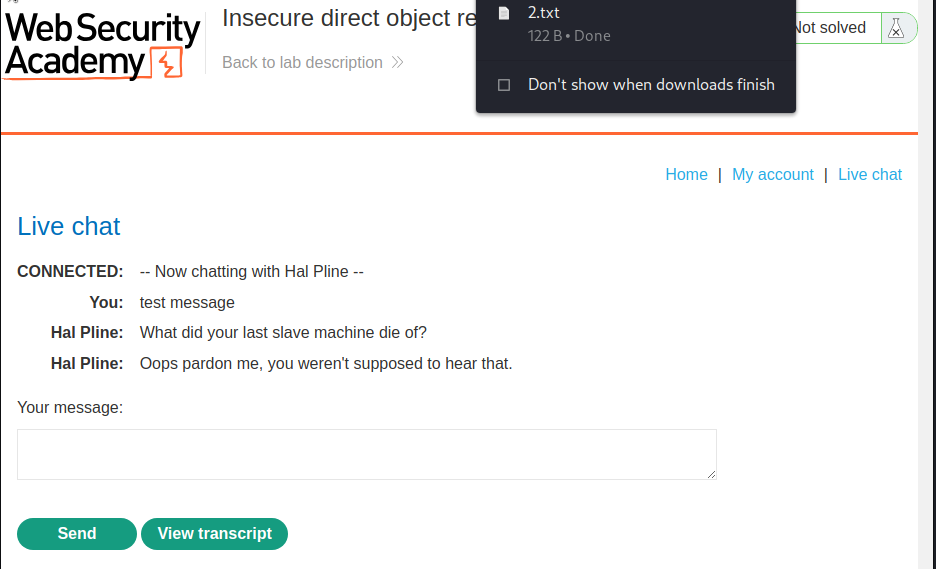 Web Security
Academy
Insecure direct object re
Back to lab description
2.txt
122 B • Done
Don't show when downloads finish
Not solved
Home | My account | Live chat
Live chat
CONNECTED: -- Now chatting with Hal Pline --
You: test message
Hal Pline: What did your last slave machine die of?
Hal Pline: Oops pardon me, you weren't supposed to hear that.
Your message:
Send View transcript